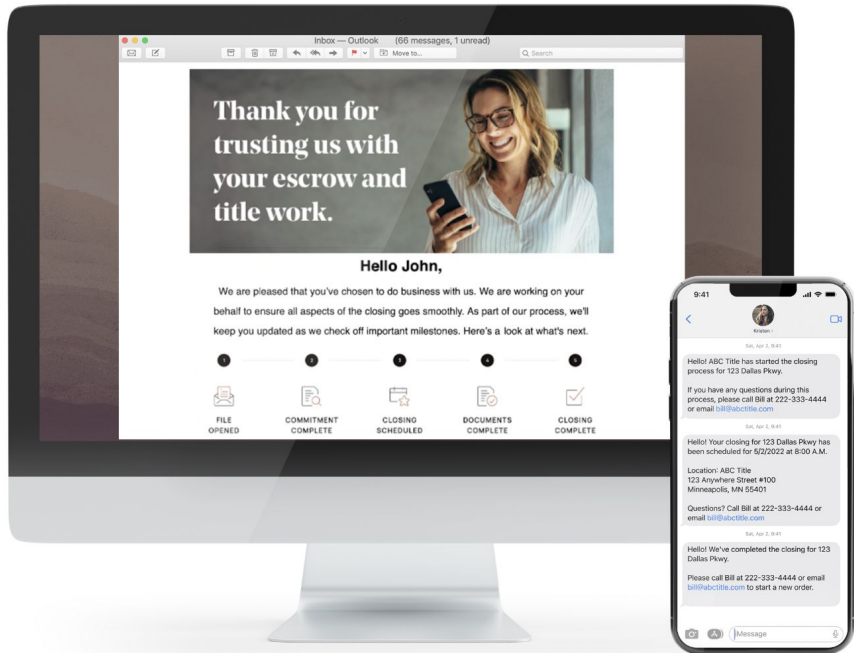 Inbox — Outlook (66 messages, 1 unread)
Move to...
Search
Thank you for
trusting us with
your escrow and
title work.
Hello John,
We are pleased that you've chosen to do business with us. We are working on your
behalf to ensure all aspects of the closing goes smoothly. As part of our process, we'll
keep you updated as we check off important milestones. Here's a look at what's next.
1 2 3 4 5
FILE
OPENED
COMMITMENT
COMPLETE
CLOSING
SCHEDULED
DOCUMENTS
COMPLETE
CLOSING
COMPLETE
9:41
Kristen
Sat, Apr 2, 9:41
Hello! ABC Title has started the closing
process for 123 Dallas Pkwy.
If you have any questions during this
process, please call Bill at 222-333-4444
or email bill@abctitle.com
Sat, Apr 2, 9:41
Hello! Your closing for 123 Dallas Pkwy has
been scheduled for 5/2/2022 at 8:00 A.M.
Location: ABC Title
123 Anywhere Street #100
Minneapolis, MN 55401
Questions? Call Bill at 222-333-4444 or
email bill@abctitle.com
Sat, Apr 2, 9:41
Hello! We've completed the closing for 123
Dallas Pkwy.
Please call Bill at 222-333-4444 or email
bill@abctitle.com to start a new order.
iMessage